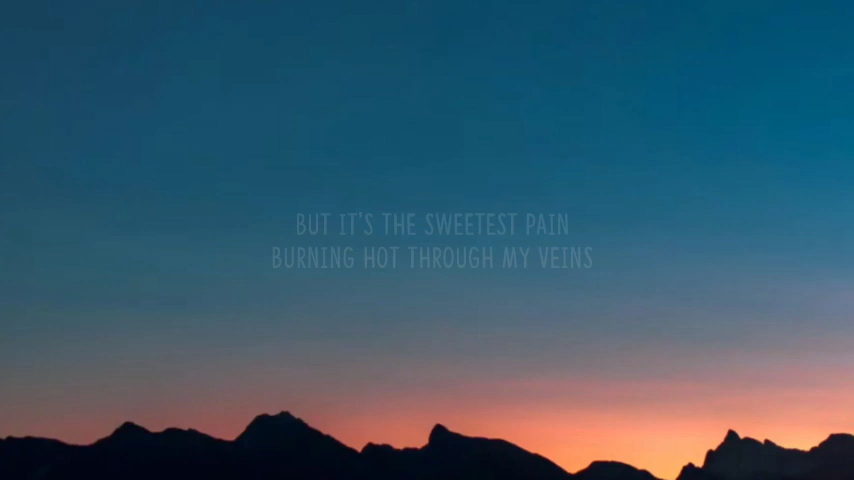 BUT IT'S THE SWEETEST PAIN
BURNING HOT THROUGH MY VEINS